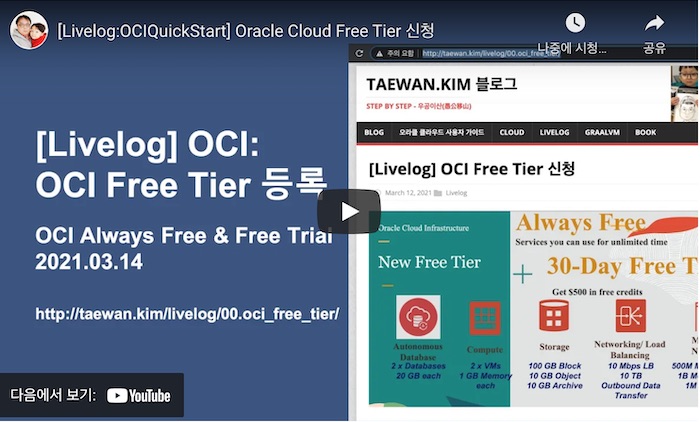 [Livelog:OCIQuickStart] Oracle Cloud Free Tier 신청
나중에 시청...
공유
주의 요함
http://taewan.kim/livelog/00.oci_free_tier/
TAEWAN.KIM 블로그
STEP BY STEP - 우공이산(愚公移山)
BLOG
오라클 클라우드 사용자 가이드
CLOUD
LIVELOG
GRAALVM
BOOK
[Livelog] OCI Free Tier 신청
March 12, 2021
Livelog
[Livelog] OCI:
OCI Free Tier 등록
OCI Always Free & Free Trial
2021.03.14
http://taewan.kim/livelog/00.oci_free_tier/
Oracle Cloud Infrastructure
New Free Tier
Always Free
Services you can use for unlimited time
+
30-Day Free T
Get $500 in free credits
Autonomous
Database
2 x Databases
20 GB each
Compute
2 x VMs
1 GB Memory
each
Storage
100 GB Block
10 GB Object
10 GB Archive
Networking/ Load
Balancing
10 Mbps LB
10 TB
Outbound Data
Transfer
M
N
500M
1B M
1M
다음에서 보기:
YouTube